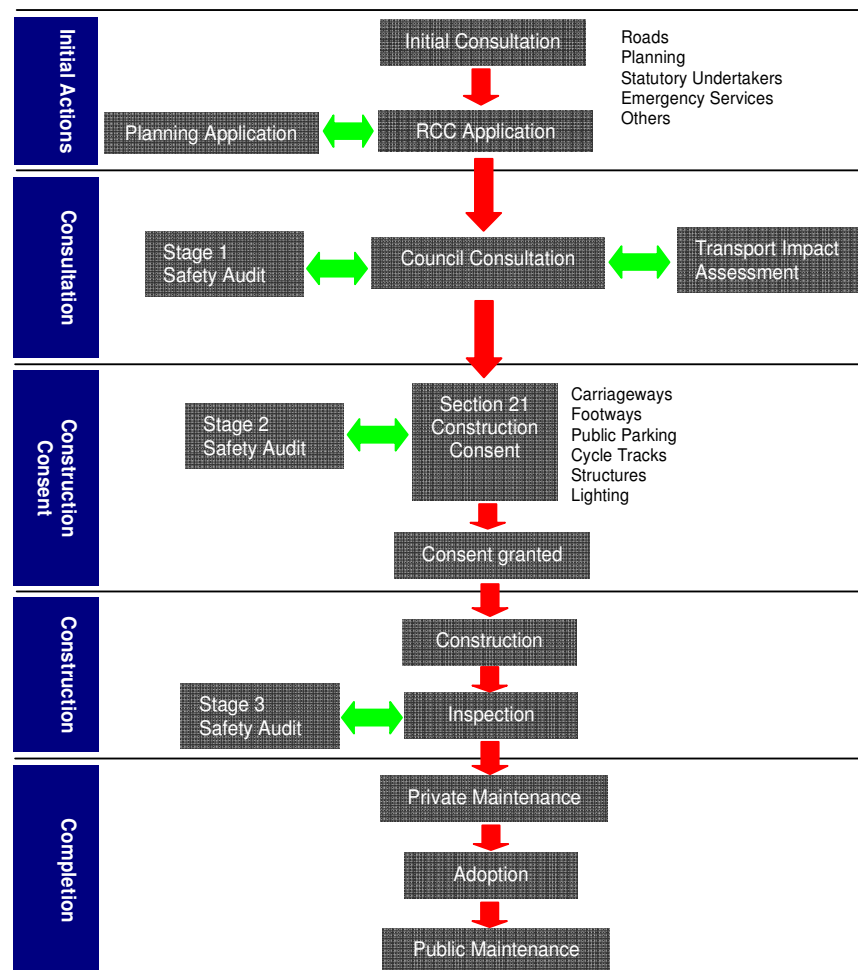 Initial Actions
Initial Consultation
Roads
Planning
Statutory Undertakers
Emergency Services
Others
Planning Application
RCC Application
Consultation
Stage 1
Safety Audit
Council Consultation
Transport Impact
Assessment
Construction
Consent
Stage 2
Safety Audit
Section 21
Construction
Consent
Carriageways
Footways
Public Parking
Cycle Tracks
Structures
Lighting
Consent granted
Construction
Construction
Stage 3
Safety Audit
Inspection
Completion
Private Maintenance
Adoption
Public Maintenance